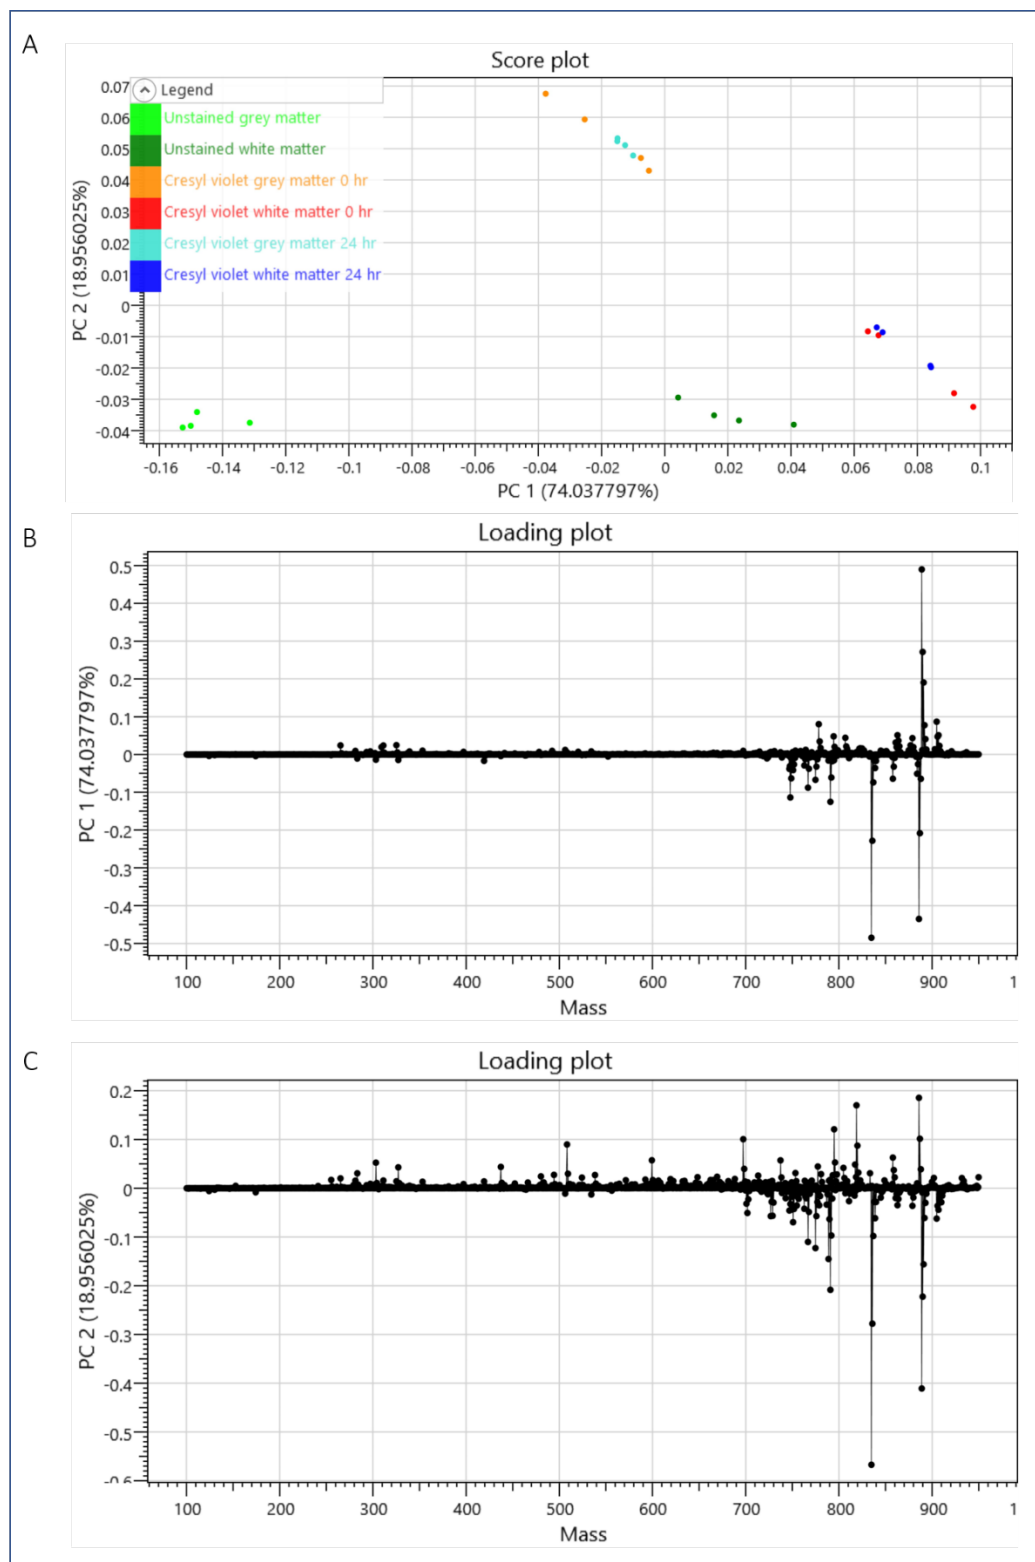 A
Score plot
Legend
Unstained grey matter
Unstained white matter
Cresyl violet grey matter 0 hr
Cresyl violet white matter 0 hr
Cresyl violet grey matter 24 hr
Cresyl violet white matter 24 hr
PC 2 (18.956025%)
0.07
0.06
0.05
0.04
0.03
0.02
0.01
0
-0.01
-0.02
-0.03
-0.04
-0.16 -0.14 -0.12 -0.1 -0.08 -0.06 -0.04 -0.02 0 0.02 0.04 0.06 0.08 0.1
PC 1 (74.037797%)
B
Loading plot
PC 1 (74.037797%)
0.5
0.4
0.3
0.2
0.1
0
-0.1
-0.2
-0.3
-0.4
-0.5
100 200 300 400 500 600 700 800 900 1
Mass
C
Loading plot
PC 2 (18.956025%)
0.2
0.1
0
-0.1
-0.2
-0.3
-0.4
-0.5
-0.6
100 200 300 400 500 600 700 800 900 1
Mass